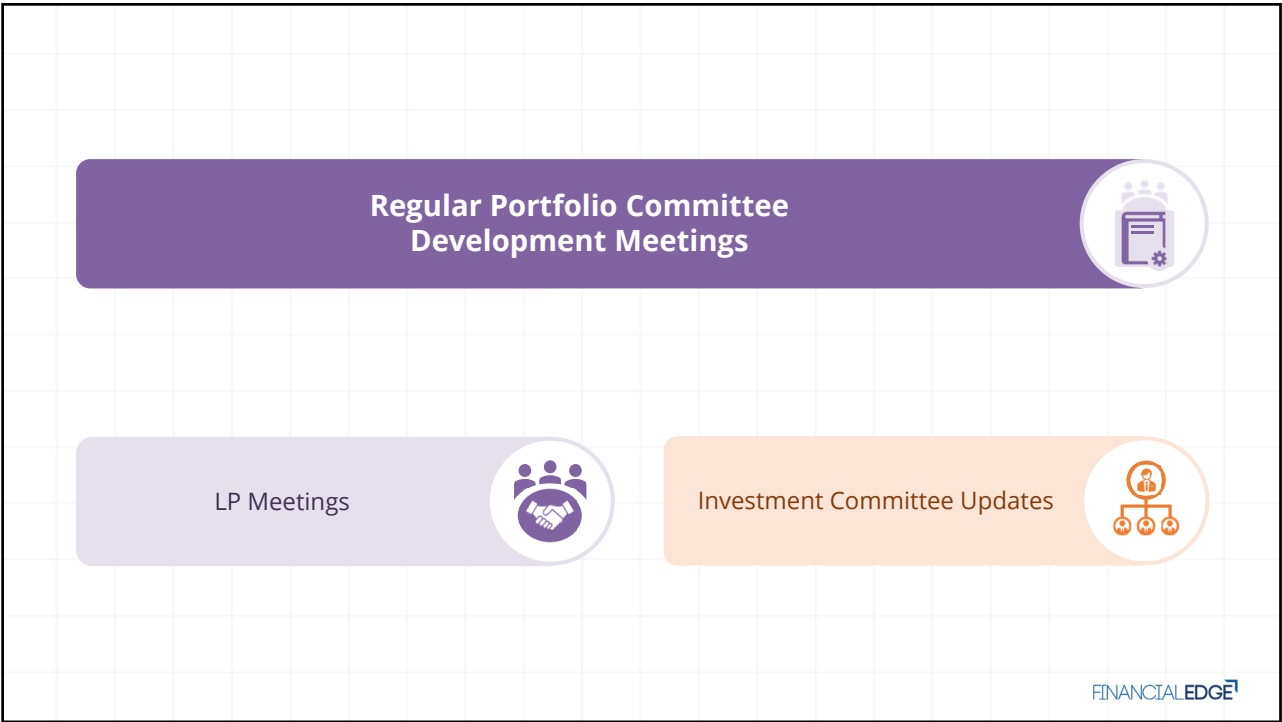 Regular Portfolio Committee
Development Meetings
LP Meetings
Investment Committee Updates
FINANCIALEDGE